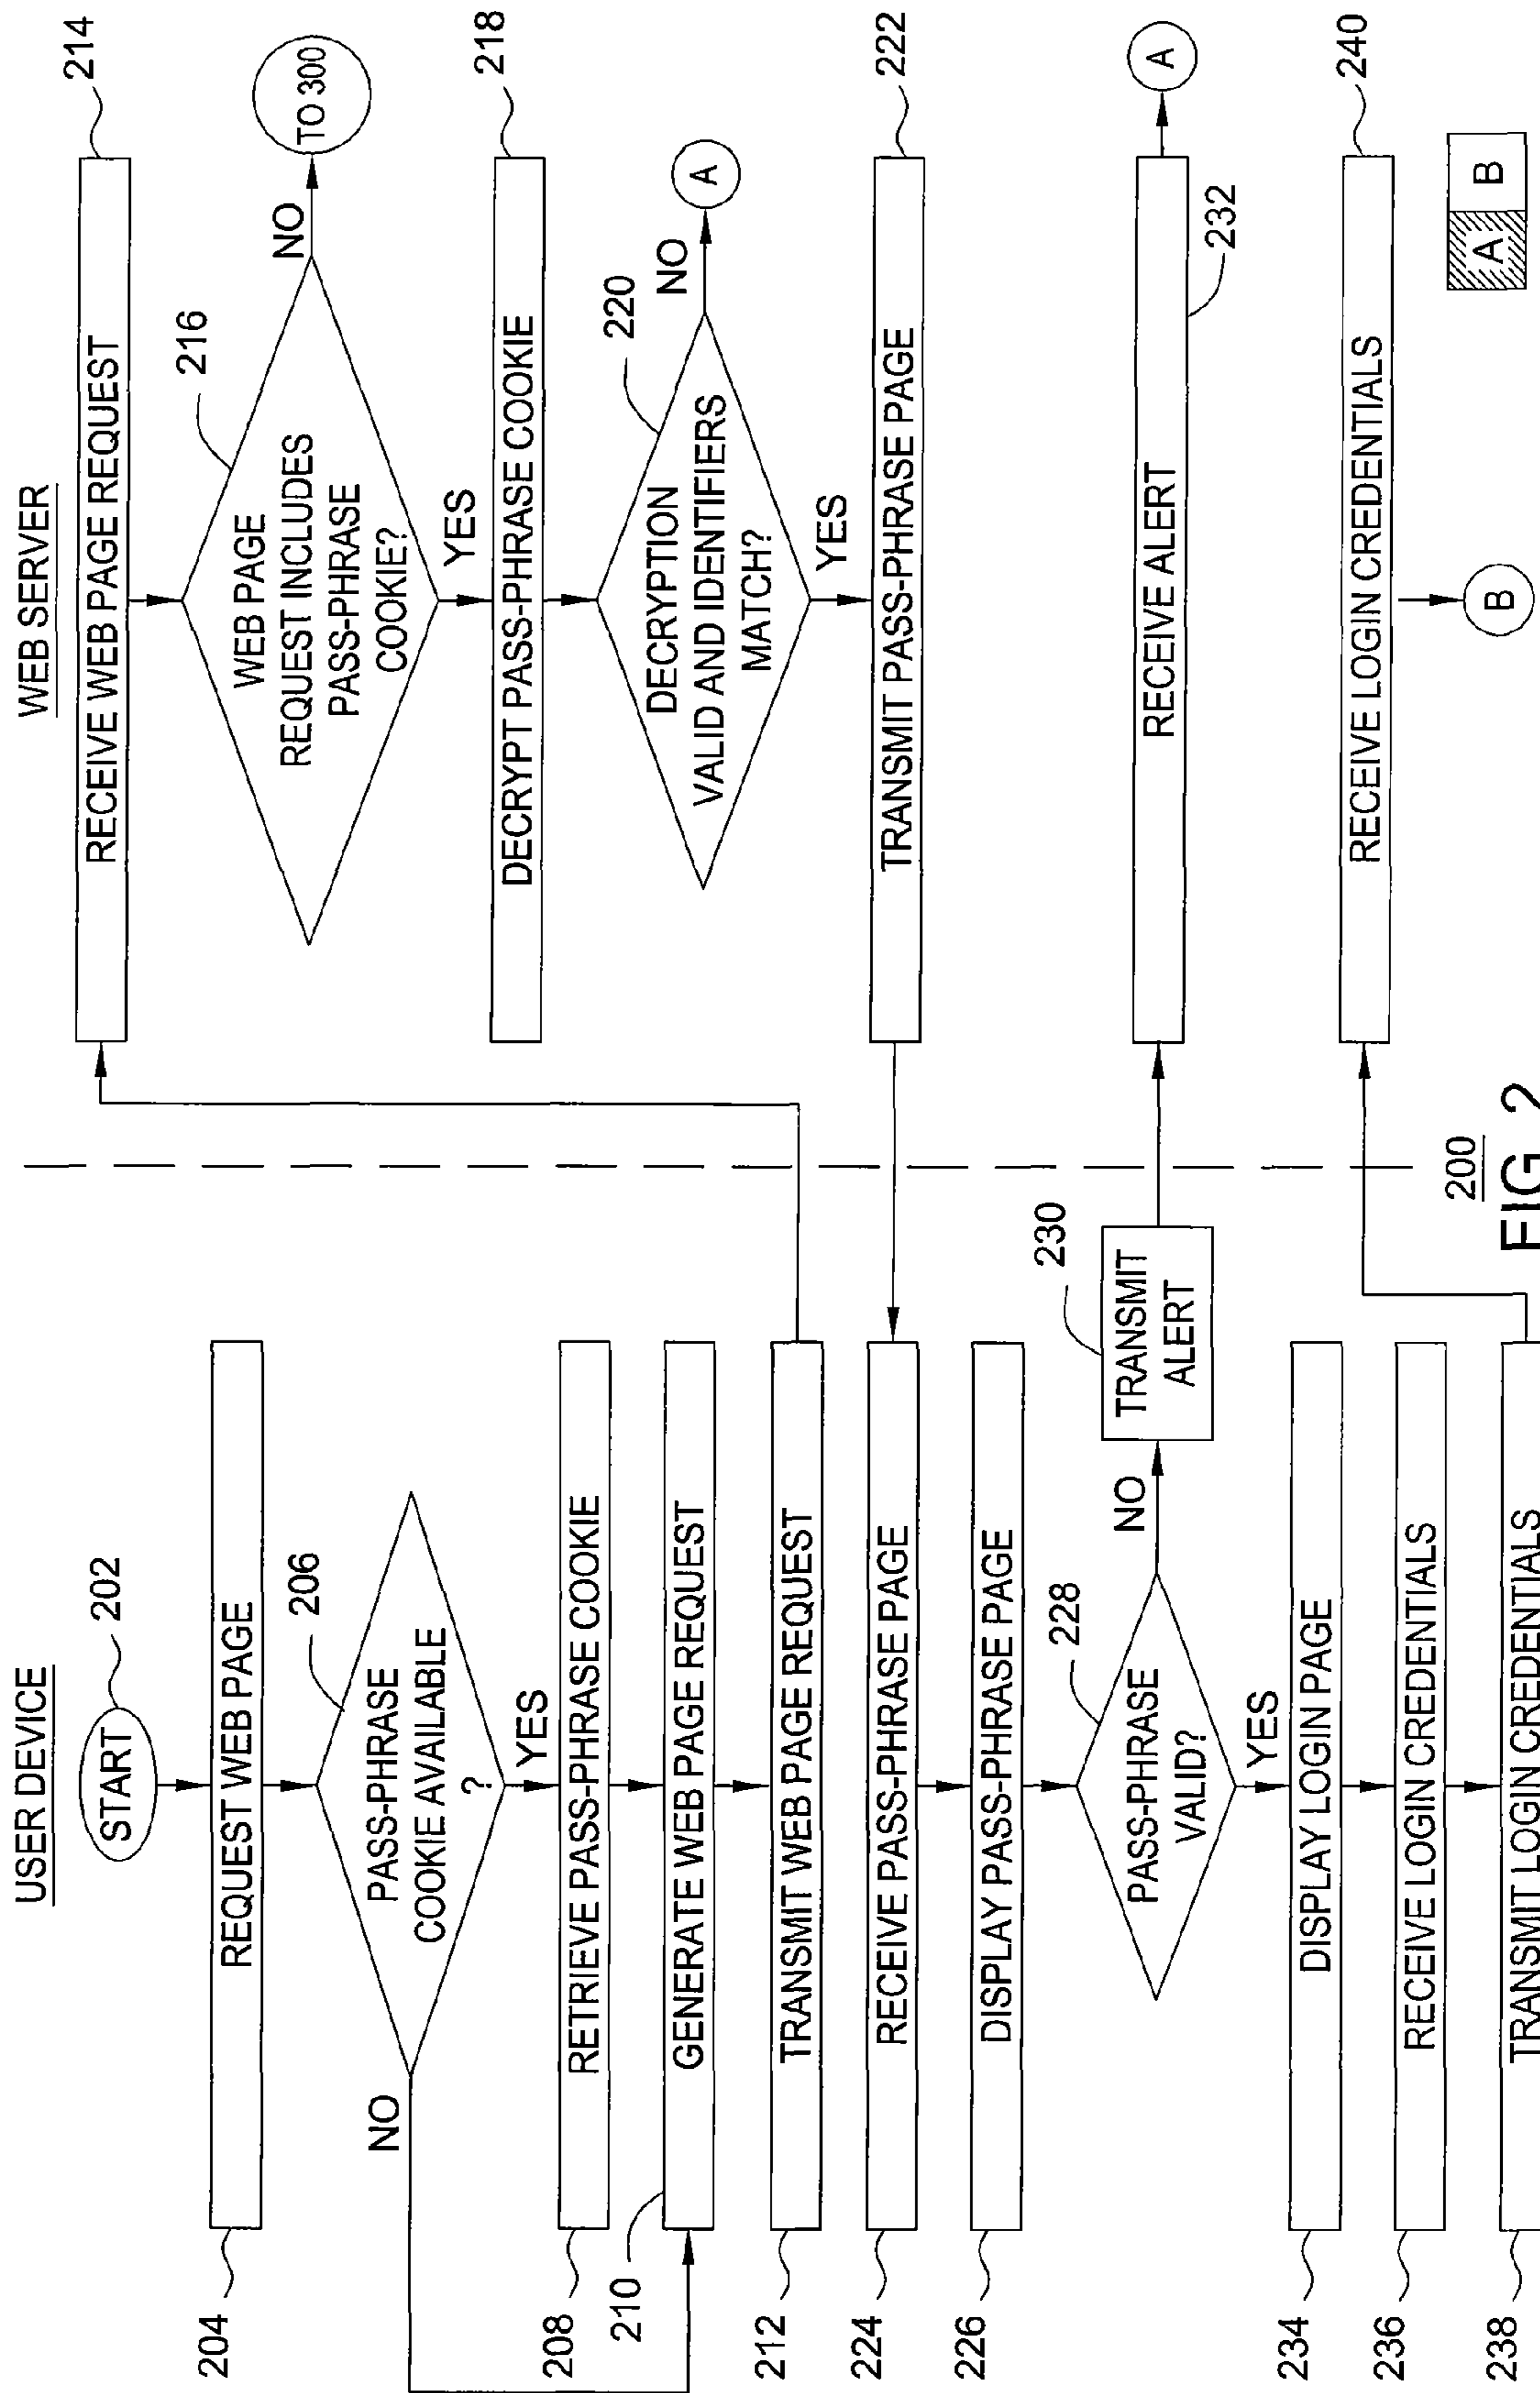 USER DEVICE
START
202
204
REQUEST WEB PAGE
206
PASS-PHRASE
COOKIE AVAILABLE
?
NO
YES
208
RETRIEVE PASS-PHRASE COOKIE
210
GENERATE WEB PAGE REQUEST
212
TRANSMIT WEB PAGE REQUEST
224
RECEIVE PASS-PHRASE PAGE
226
DISPLAY PASS-PHRASE PAGE
228
PASS-PHRASE
VALID?
NO
YES
230
TRANSMIT
ALERT
234
DISPLAY LOGIN PAGE
236
RECEIVE LOGIN CREDENTIALS
238
TRANSMIT LOGIN CREDENTIALS
WEB SERVER
214
RECEIVE WEB PAGE REQUEST
216
WEB PAGE
REQUEST INCLUDES
PASS-PHRASE
COOKIE?
NO
TO 300
YES
218
DECRYPT PASS-PHRASE COOKIE
220
DECRYPTION
VALID AND IDENTIFIERS
MATCH?
NO
A
YES
222
TRANSMIT PASS-PHRASE PAGE
RECEIVE ALERT
A
232
240
RECEIVE LOGIN CREDENTIALS
B
A B
200
FIG. 2